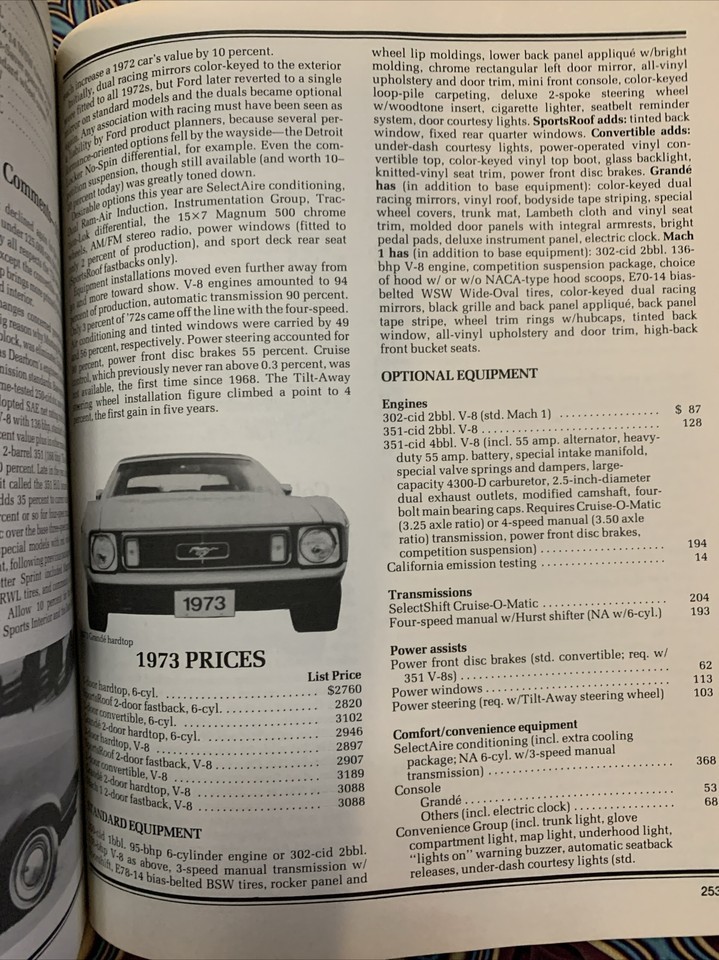 Comments
increase a 1972 car's value by 10 percent.
dual racing mirrors color-keyed to the exterior
fitted to all 1972s, but Ford later reverted to a single
on standard models and the duals became optional
Any association with racing must have been seen as
by Ford product planners, because several per-
options fell by the wayside—the Detroit
No-Spin differential, for example. Even the com-
suspension, though still available (and worth 10–
percent today) was greatly toned down.
Desirable options this year are SelectAire conditioning,
Ram-Air Induction, Instrumentation Group, Trac-
differential, the 15×7 Magnum 500 chrome
AM/FM stereo radio, power windows (fitted to
percent of production), and sport deck rear seat
SportsRoof fastbacks only).
Equipment installations moved even further away from
and more toward show. V-8 engines amounted to 94
percent of production, automatic transmission 90 percent.
Only 3 percent of '72s came off the line with the four-speed.
Air conditioning and tinted windows were carried by 49
and 56 percent, respectively. Power steering accounted for
percent, power front disc brakes 55 percent. Cruise
control, which previously never ran above 0.3 percent, was
available, the first time since 1968. The Tilt-Away
steering wheel installation figure climbed a point to 4
percent, the first gain in five years.
1973
Grandé hardtop
1973 PRICES
List Price
hardtop, 6-cyl. $2760
SportsRoof 2-door fastback, 6-cyl. 2820
convertible, 6-cyl. 3102
2-door hardtop, 6-cyl. 2946
hardtop, V-8 2897
SportsRoof 2-door fastback, V-8 2907
convertible, V-8 3189
2-door hardtop, V-8 3088
2-door fastback, V-8 3088
STANDARD EQUIPMENT
1bbl. 95-bhp 6-cylinder engine or 302-cid 2bbl.
V-8 as above, 3-speed manual transmission w/
E78-14 bias-belted BSW tires, rocker panel and
wheel lip moldings, lower back panel appliqué w/bright
molding, chrome rectangular left door mirror, all-vinyl
upholstery and door trim, mini front console, color-keyed
loop-pile carpeting, deluxe 2-spoke steering wheel
w/woodtone insert, cigarette lighter, seatbelt reminder
system, door courtesy lights. SportsRoof adds: tinted back
window, fixed rear quarter windows. Convertible adds:
under-dash courtesy lights, power-operated vinyl con-
vertible top, color-keyed vinyl top boot, glass backlight,
knitted-vinyl seat trim, power front disc brakes. Grandé
has (in addition to base equipment): color-keyed dual
racing mirrors, vinyl roof, bodyside tape striping, special
wheel covers, trunk mat, Lambeth cloth and vinyl seat
trim, molded door panels with integral armrests, bright
pedal pads, deluxe instrument panel, electric clock. Mach
1 has (in addition to base equipment): 302-cid 2bbl. 136-
bhp V-8 engine, competition suspension package, choice
of hood w/ or w/o NACA-type hood scoops, E70-14 bias-
belted WSW Wide-Oval tires, color-keyed dual racing
mirrors, black grille and back panel appliqué, back panel
tape stripe, wheel trim rings w/hubcaps, tinted back
window, all-vinyl upholstery and door trim, high-back
front bucket seats.
OPTIONAL EQUIPMENT
Engines
302-cid 2bbl. V-8 (std. Mach 1) $ 87
351-cid 2bbl. V-8 128
351-cid 4bbl. V-8 (incl. 55 amp. alternator, heavy-
duty 55 amp. battery, special intake manifold,
special valve springs and dampers, large-
capacity 4300-D carburetor, 2.5-inch-diameter
dual exhaust outlets, modified camshaft, four-
bolt main bearing caps. Requires Cruise-O-Matic
(3.25 axle ratio) or 4-speed manual (3.50 axle
ratio) transmission, power front disc brakes,
competition suspension) 194
California emission testing 14
Transmissions
SelectShift Cruise-O-Matic 204
Four-speed manual w/Hurst shifter (NA w/6-cyl.) 193
Power assists
Power front disc brakes (std. convertible; req. w/
351 V-8s) 62
Power windows 113
Power steering (req. w/Tilt-Away steering wheel) 103
Comfort/convenience equipment
SelectAire conditioning (incl. extra cooling
package; NA 6-cyl. w/3-speed manual
transmission) 368
Console
Grandé 53
Others (incl. electric clock) 68
Convenience Group (incl. trunk light, glove
compartment light, map light, underhood light,
"lights on" warning buzzer, automatic seatback
releases, under-dash courtesy lights (std.
253